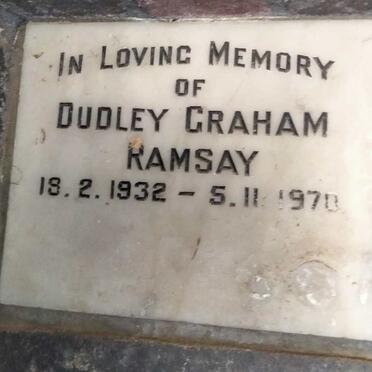 In Loving Memory
of
Dudley Graham
Ramsay
18.2.1932 – 5.11.1970